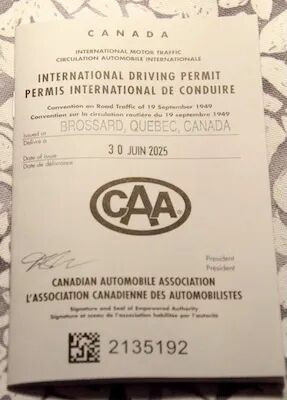 CANADA
INTERNATIONAL MOTOR TRAFFIC
CIRCULATION AUTOMOBILE INTERNATIONALE
INTERNATIONAL DRIVING PERMIT
PERMIS INTERNATIONAL DE CONDUIRE
Convention on Road Traffic of 19 September 1949
Convention sur la circulation routière du 19 septembre 1949
Issued at
Délivré à
BROSSARD, QUEBEC, CANADA
Date of Issue
Date de délivrance
30 JUIN 2025
CAA
President
Président
CANADIAN AUTOMOBILE ASSOCIATION
L'ASSOCIATION CANADIENNE DES AUTOMOBILISTES
Signature and Seal of Empowered Authority
Signature et sceau de l'association habilitée par l'autorité
2135192